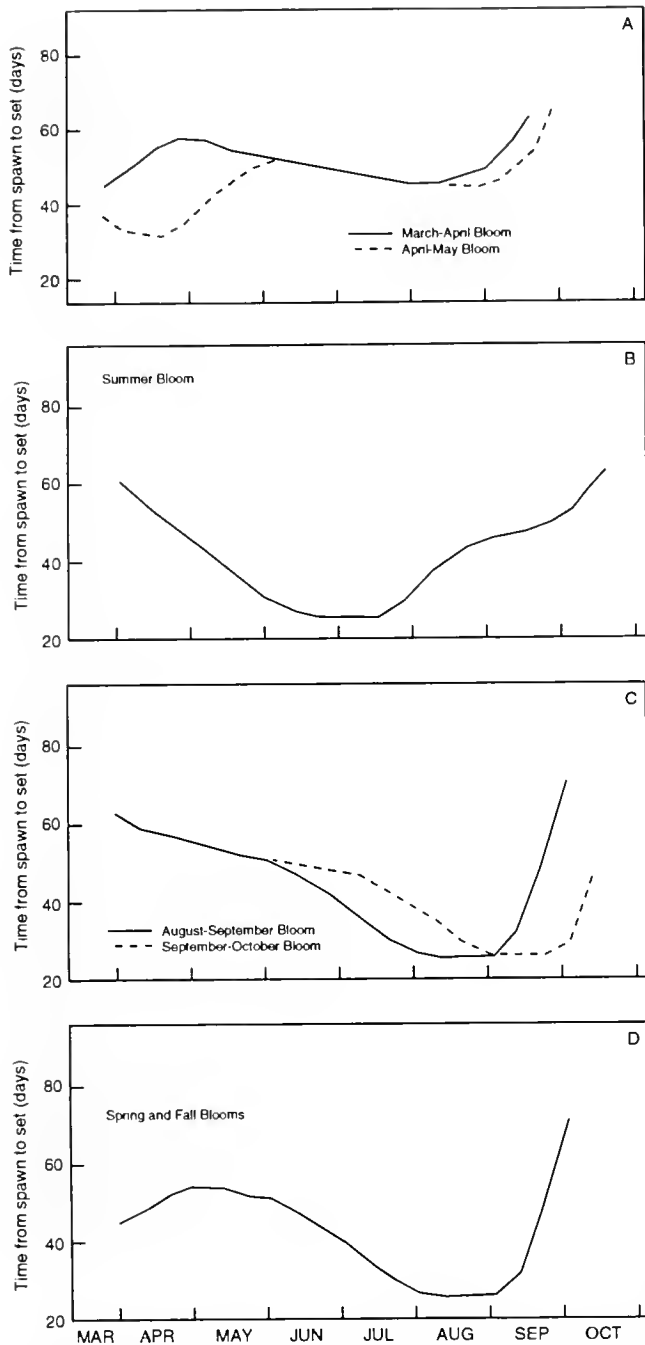 A
Time from spawn to set (days)
80
60
40
20
March-April Bloom
April-May Bloom
B
Time from spawn to set (days)
80
60
40
20
Summer Bloom
C
Time from spawn to set (days)
80
60
40
20
August-September Bloom
September-October Bloom
D
Time from spawn to set (days)
80
60
40
20
Spring and Fall Blooms
MAR APR MAY JUN JUL AUG SEP OCT